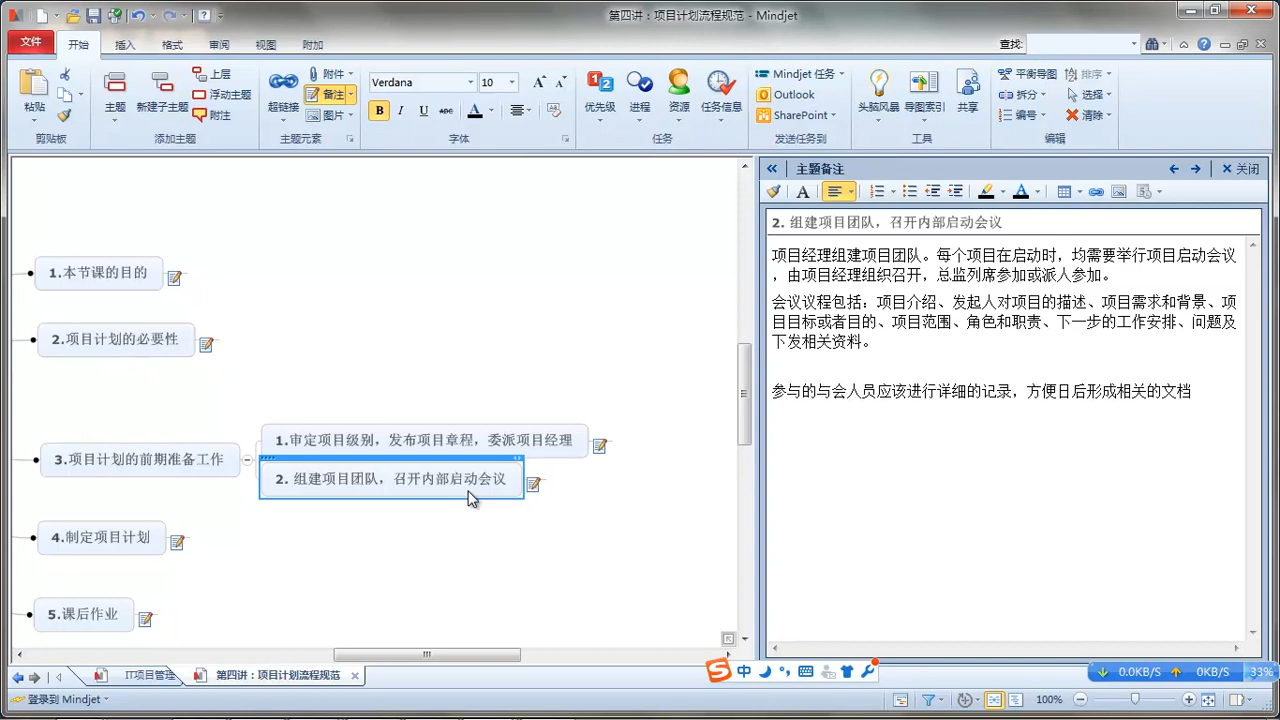 第四讲：项目计划流程规范 - Mindjet
文件 开始 插入 格式 审阅 视图 附加 查找:
粘贴 主题 新建子主题 上层 浮动主题 附注 超链接 附件 备注 图片
Verdana 10
B I U abc A
优先级 进程 资源 任务信息
Mindjet 任务
Outlook
SharePoint
头脑风暴 导图索引 共享
平衡导图 排序
拆分 选择
编号 清除
剪贴板 添加主题 主题元素 字体 任务 发送任务到 工具 编辑
1.本节课的目的
2.项目计划的必要性
3.项目计划的前期准备工作
1.审定项目级别，发布项目章程，委派项目经理
2. 组建项目团队，召开内部启动会议
4.制定项目计划
5.课后作业
主题备注 关闭
2. 组建项目团队，召开内部启动会议
项目经理组建项目团队。每个项目在启动时，均需要举行项目启动会议
，由项目经理组织召开，总监列席参加或派人参加。
会议议程包括：项目介绍、发起人对项目的描述、项目需求和背景、项
目目标或者目的、项目范围、角色和职责、下一步的工作安排、问题及
下发相关资料。
参与的与会人员应该进行详细的记录，方便日后形成相关的文档
IT项目管理 第四讲：项目计划流程规范
中 0.0KB/S 0KB/S 33%
登录到 Mindjet 100%